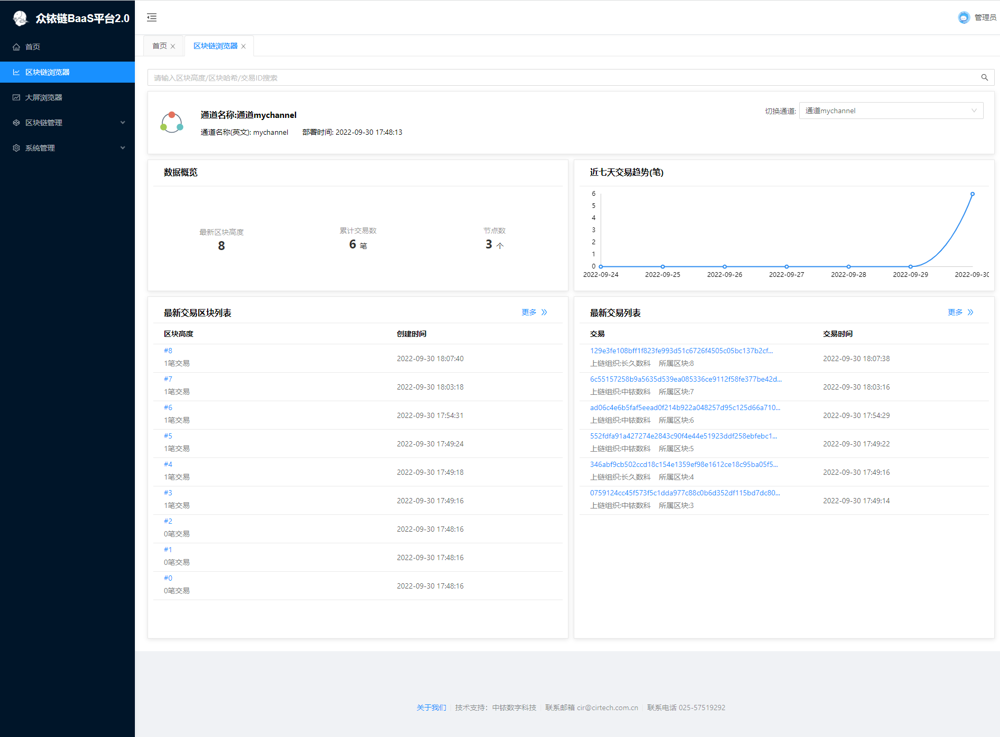 众铱链BaaS平台2.0
首页
区块链浏览器
大屏浏览器
区块链管理
系统管理
管理员
首页
区块链浏览器
请输入区块高度/区块哈希/交易ID搜索
通道名称:通道mychannel
通道名称(英文): mychannel 部署时间: 2022-09-30 17:48:13
切换通道: 通道mychannel
数据概览
最新区块高度
8
累计交易数
6 笔
节点数
3 个
近七天交易趋势(笔)
6
5
4
3
2
1
0
2022-09-24 2022-09-25 2022-09-26 2022-09-27 2022-09-28 2022-09-29 2022-09-30
最新交易区块列表 更多
区块高度 创建时间
#8
1笔交易
2022-09-30 18:07:40
#7
1笔交易
2022-09-30 18:03:18
#6
1笔交易
2022-09-30 17:54:31
#5
1笔交易
2022-09-30 17:49:24
#4
1笔交易
2022-09-30 17:49:18
#3
1笔交易
2022-09-30 17:49:16
#2
0笔交易
2022-09-30 17:48:16
#1
0笔交易
2022-09-30 17:48:16
#0
0笔交易
2022-09-30 17:48:16
最新交易列表 更多
交易 交易时间
129e3fe108bff1f823fe993d51c6726f4505c05bc137b2cf...
上链组织:长久数科 所属区块:8
2022-09-30 18:07:38
6c55157258b9a5635d539ea085336ce9112f58fe377be42d...
上链组织:中铱数科 所属区块:7
2022-09-30 18:03:16
ad06c4e6b5faf5eead0f214b922a048257d95c125d66a710...
上链组织:中铱数科 所属区块:6
2022-09-30 17:54:29
552fdfa91a427274e2843c90f4e44e51923ddf258ebfebc1...
上链组织:中铱数科 所属区块:5
2022-09-30 17:49:22
346abf9cb502ccd18c154e1359ef98e1612ce18c95ba05f5...
上链组织:长久数科 所属区块:4
2022-09-30 17:49:16
0759124cc45f573f5c1dda977c88c0b6d352df115bd7dc80...
上链组织:中铱数科 所属区块:3
2022-09-30 17:49:14
关于我们 技术支持：中铱数字科技 联系邮箱 cir@cirtech.com.cn 联系电话 025-57519292